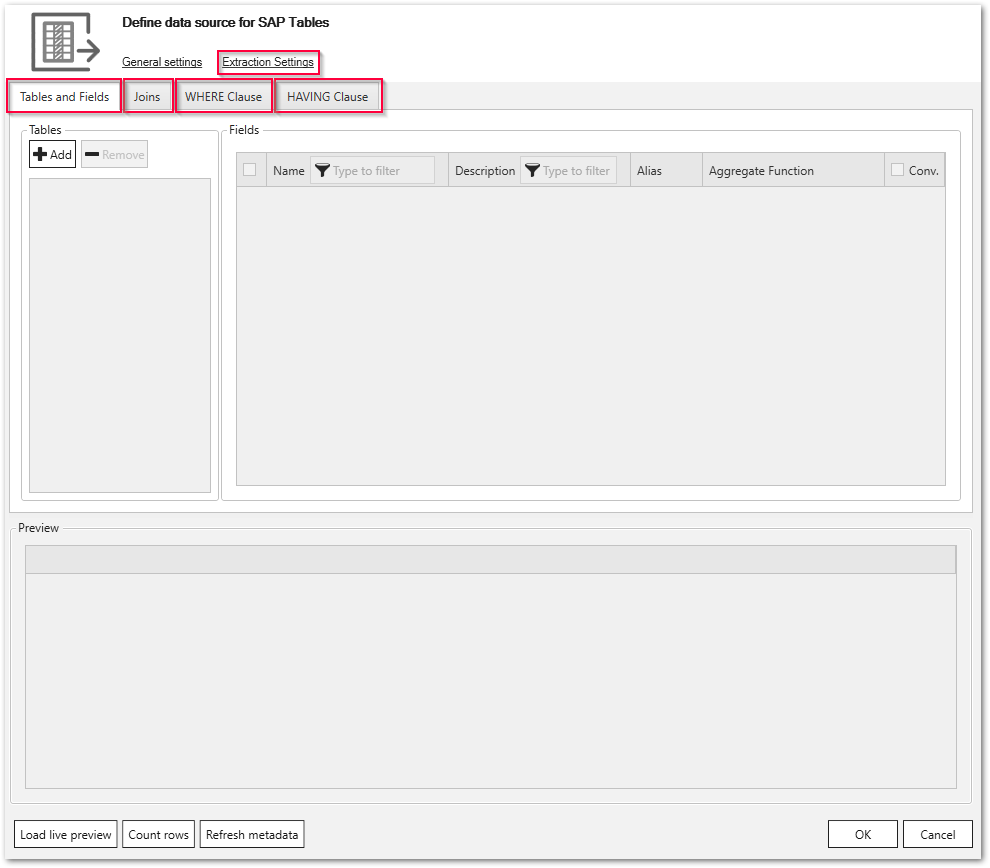 Define data source for SAP Tables
General settings Extraction Settings
Tables and Fields Joins WHERE Clause HAVING Clause
Tables
Add Remove
Fields
Name Type to filter Description Type to filter Alias Aggregate Function Conv.
Preview
Load live preview Count rows Refresh metadata OK Cancel